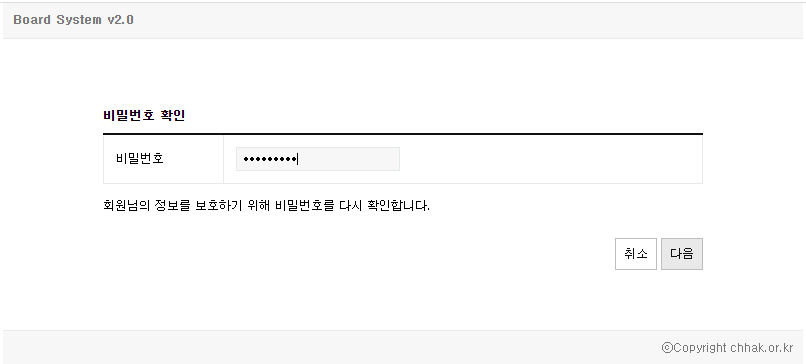 Board System v2.0
비밀번호 확인
비밀번호 •••••••••
회원님의 정보를 보호하기 위해 비밀번호를 다시 확인합니다.
취소 다음
ⓒCopyright chhak.or.kr